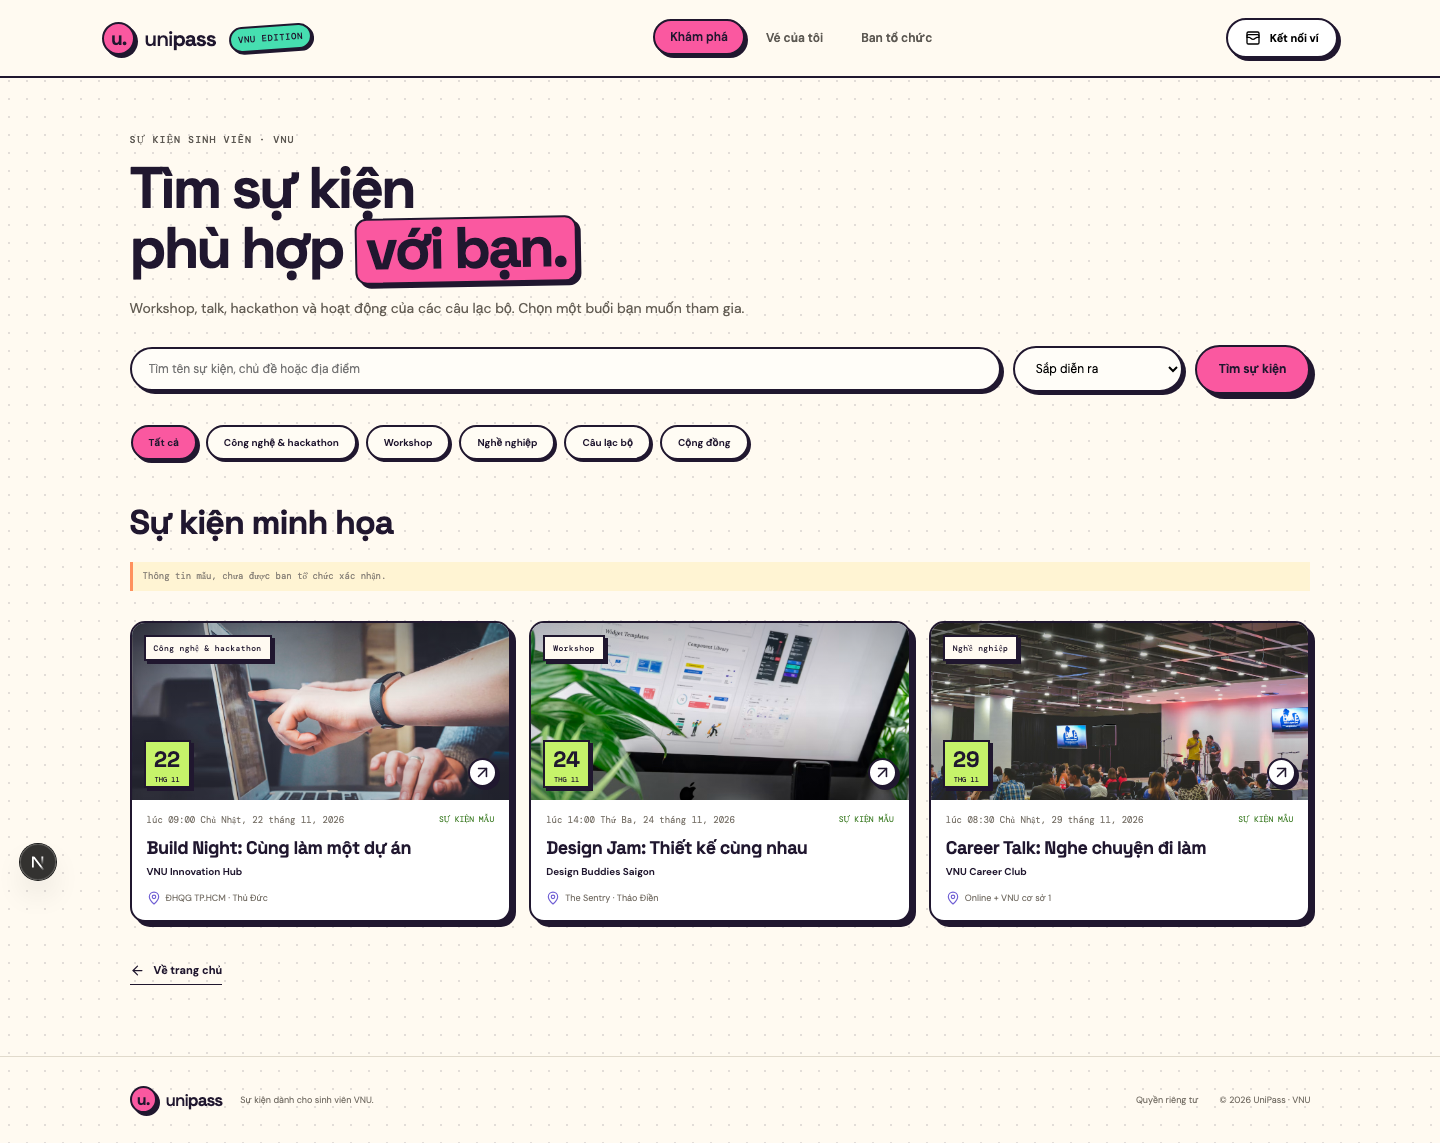 u. unipass VNU EDITION
Khám phá Vé của tôi Ban tổ chức
Kết nối ví
SỰ KIỆN SINH VIÊN · VNU
Tìm sự kiện
phù hợp với bạn.
Workshop, talk, hackathon và hoạt động của các câu lạc bộ. Chọn một buổi bạn muốn tham gia.
Tìm tên sự kiện, chủ đề hoặc địa điểm
Sắp diễn ra
Tìm sự kiện
Tất cả Công nghệ & hackathon Workshop Nghề nghiệp Câu lạc bộ Cộng đồng
Sự kiện minh họa
Thông tin mẫu, chưa được ban tổ chức xác nhận.
Công nghệ & hackathon
22
THG 11
lúc 09:00 Chủ Nhật, 22 tháng 11, 2026 SỰ KIỆN MẪU
Build Night: Cùng làm một dự án
VNU Innovation Hub
ĐHQG TP.HCM · Thủ Đức
Widget Templates
Component Library
Workshop
24
THG 11
lúc 14:00 Thứ Ba, 24 tháng 11, 2026 SỰ KIỆN MẪU
Design Jam: Thiết kế cùng nhau
Design Buddies Saigon
The Sentry · Thảo Điền
Nghề nghiệp
29
THG 11
lúc 08:30 Chủ Nhật, 29 tháng 11, 2026 SỰ KIỆN MẪU
Career Talk: Nghe chuyện đi làm
VNU Career Club
Online + VNU cơ sở 1
N
Về trang chủ
u. unipass Sự kiện dành cho sinh viên VNU.
Quyền riêng tư © 2026 UniPass · VNU